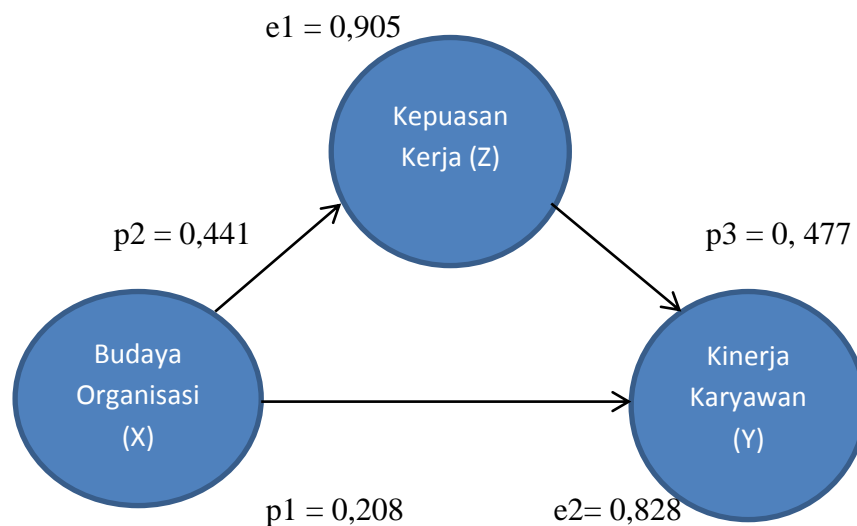 e1 = 0,905
Kepuasan
Kerja (Z)
p2 = 0,441
p3 = 0, 477
Budaya
Organisasi
(X)
Kinerja
Karyawan
(Y)
p1 = 0,208
e2= 0,828